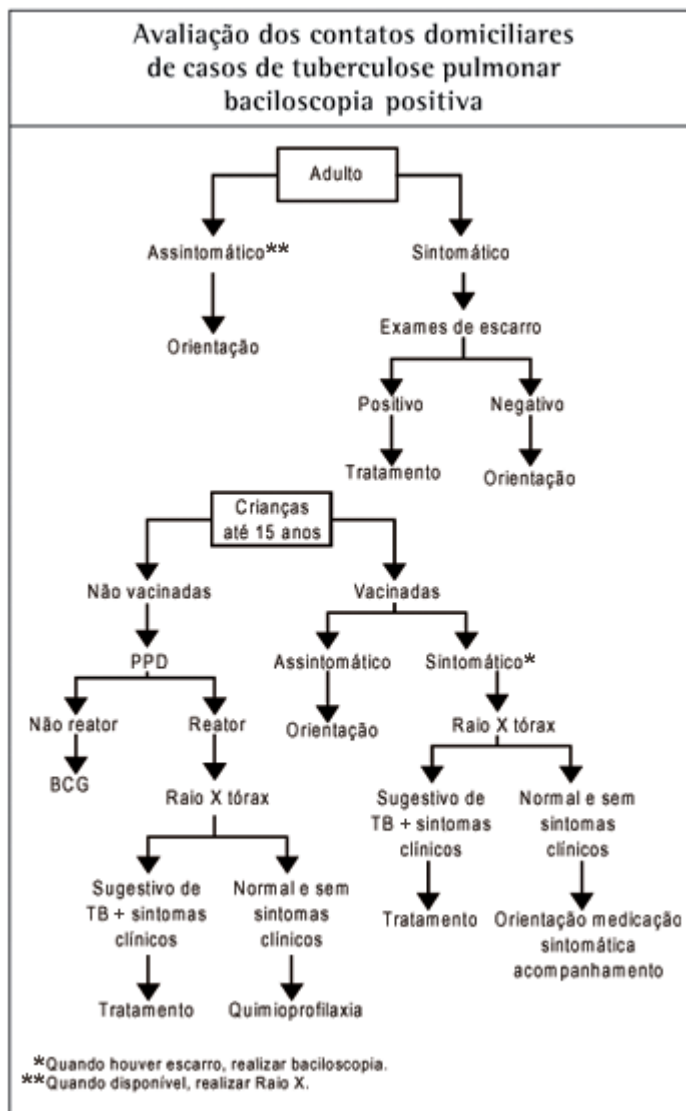 Avaliação dos contatos domiciliares
de casos de tuberculose pulmonar
baciloscopia positiva
Adulto
Assintomático**
Sintomático
Orientação
Exames de escarro
Positivo
Negativo
Tratamento
Orientação
Crianças
até 15 anos
Não vacinadas
Vacinadas
PPD
Assintomático
Sintomático*
Não reator
Reator
Orientação
Raio X tórax
BCG
Raio X tórax
Sugestivo de
TB + sintomas
clínicos
Normal e sem
sintomas
clínicos
Sugestivo de
TB + sintomas
clínicos
Normal e sem
sintomas
clínicos
Tratamento
Orientação medicação
sintomática
acompanhamento
Tratamento
Quimioprofilaxia
*Quando houver escarro, realizar baciloscopia.
**Quando disponível, realizar Raio X.